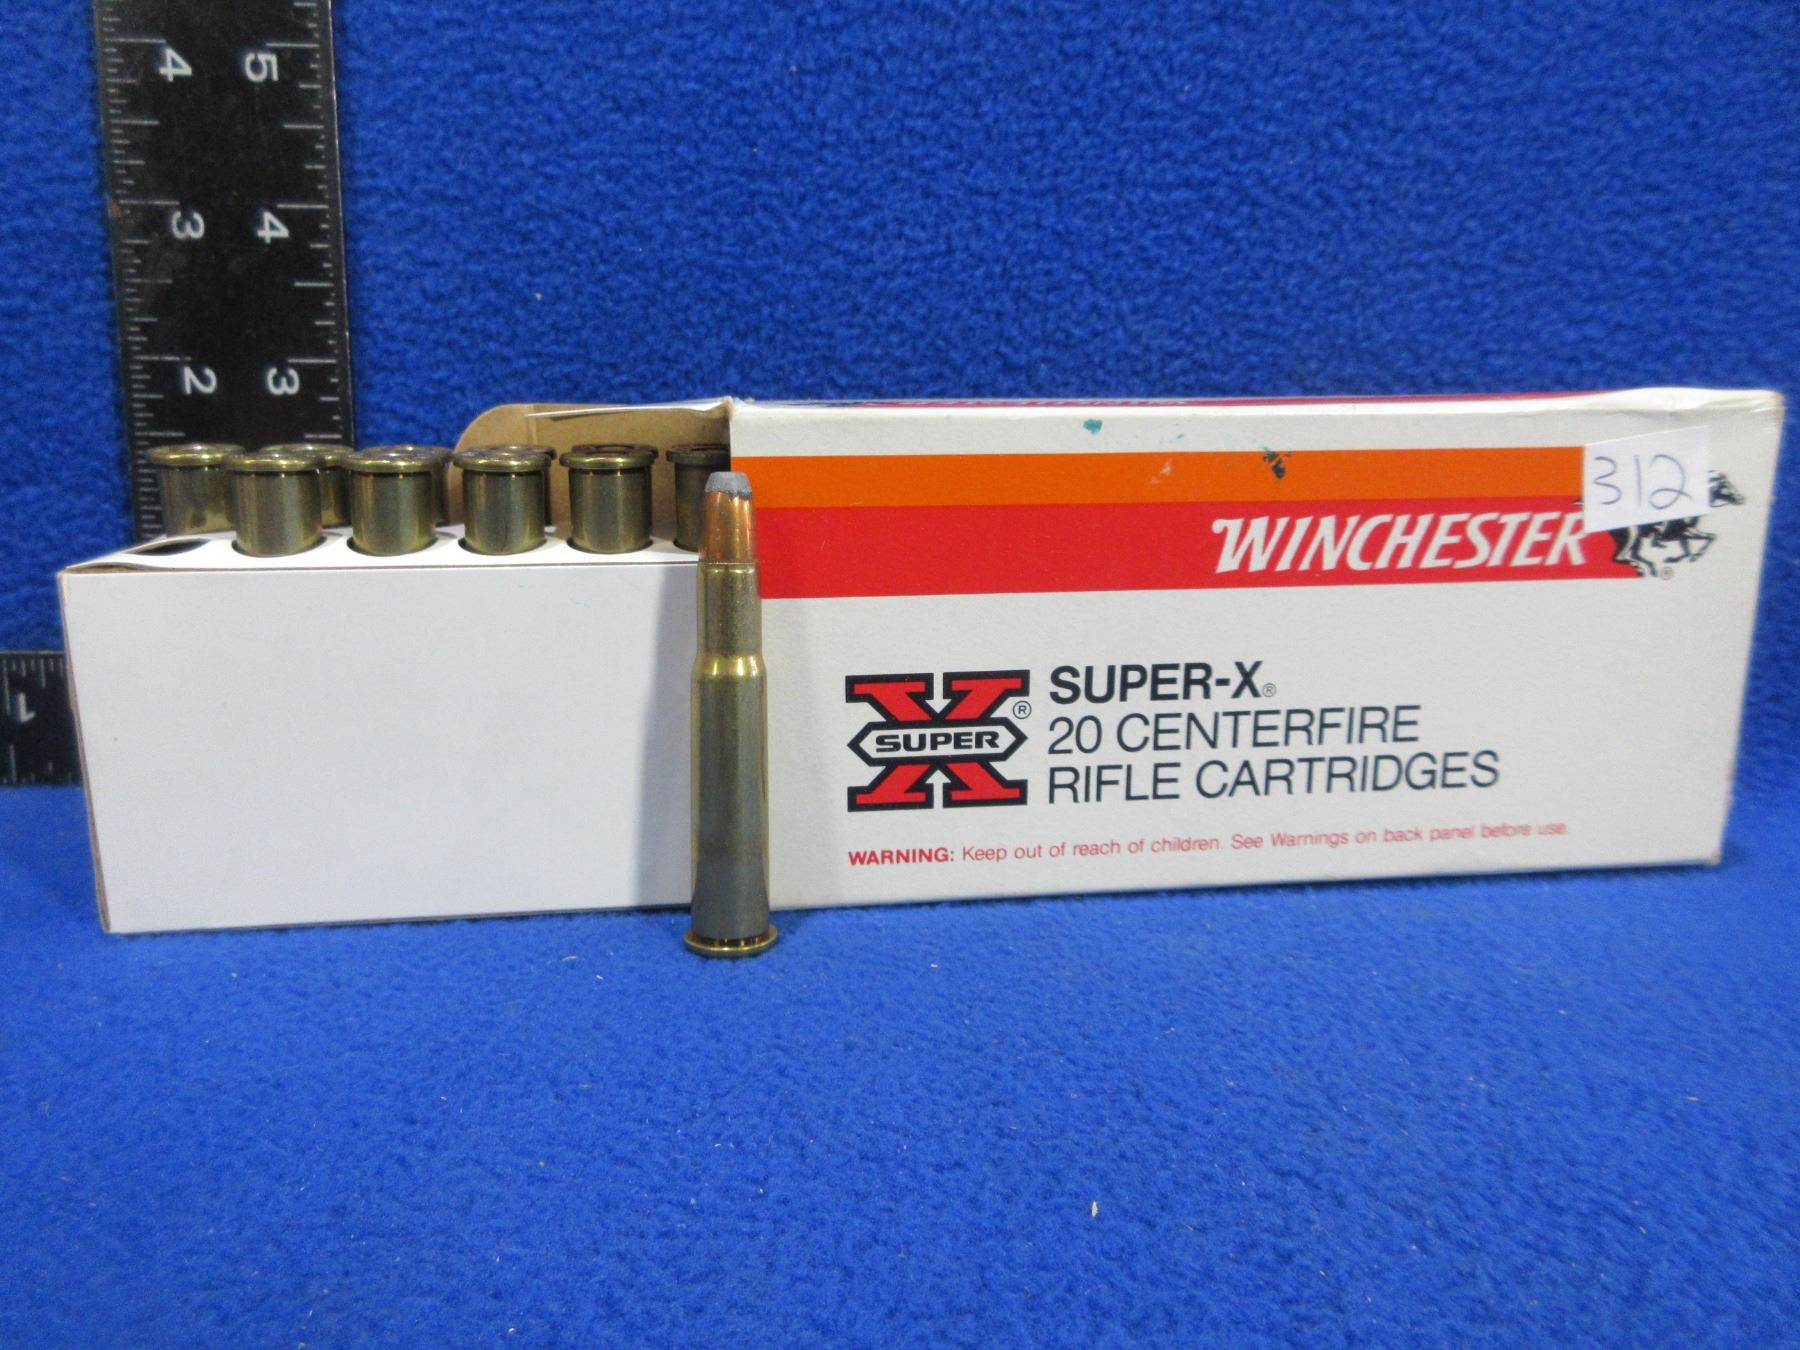 4 5
3 4
2 3
1
312
WINCHESTER®
SUPER ®
SUPER-X®
20 CENTERFIRE
RIFLE CARTRIDGES
WARNING: Keep out of reach of children. See Warnings on back panel before use.